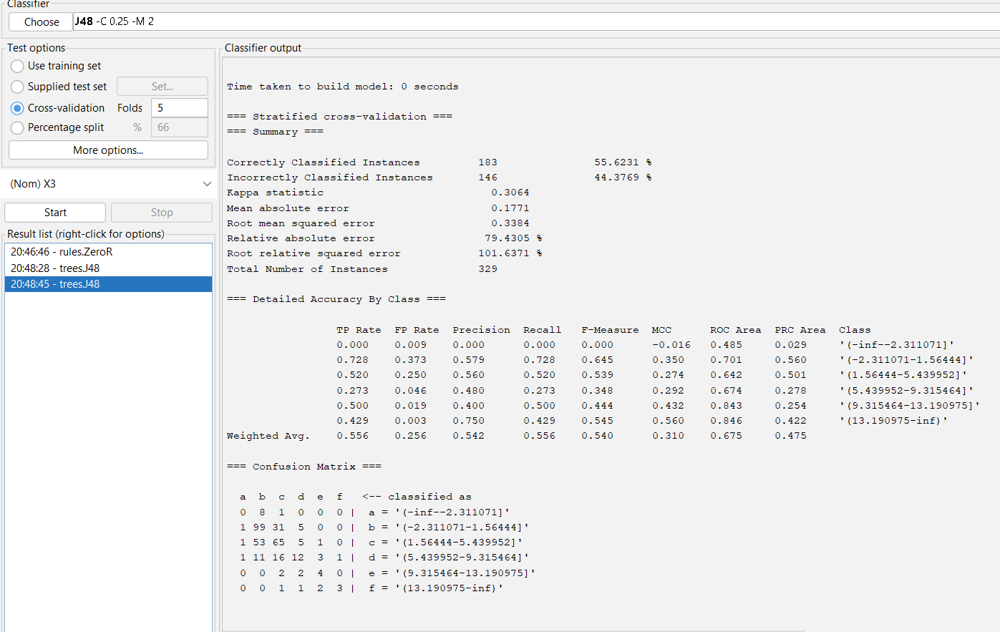 Classifier
Choose J48 -C 0.25 -M 2
Test options
Use training set
Supplied test set Set...
Cross-validation Folds 5
Percentage split % 66
More options...
(Nom) X3
Start Stop
Result list (right-click for options)
20:46:46 - rules.ZeroR
20:48:28 - trees.J48
20:48:45 - trees.J48
Classifier output
Time taken to build model: 0 seconds
=== Stratified cross-validation ===
=== Summary ===
Correctly Classified Instances 183 55.6231 %
Incorrectly Classified Instances 146 44.3769 %
Kappa statistic 0.3064
Mean absolute error 0.1771
Root mean squared error 0.3384
Relative absolute error 79.4305 %
Root relative squared error 101.6371 %
Total Number of Instances 329
=== Detailed Accuracy By Class ===
TP Rate FP Rate Precision Recall F-Measure MCC ROC Area PRC Area Class
0.000 0.009 0.000 0.000 0.000 -0.016 0.485 0.029 '(-inf--2.311071]'
0.728 0.373 0.579 0.728 0.645 0.350 0.701 0.560 '(-2.311071-1.56444]'
0.520 0.250 0.560 0.520 0.539 0.274 0.642 0.501 '(1.56444-5.439952]'
0.273 0.046 0.480 0.273 0.348 0.292 0.674 0.278 '(5.439952-9.315464]'
0.500 0.019 0.400 0.500 0.444 0.432 0.843 0.254 '(9.315464-13.190975]'
0.429 0.003 0.750 0.429 0.545 0.560 0.846 0.422 '(13.190975-inf)'
Weighted Avg. 0.556 0.256 0.542 0.556 0.540 0.310 0.675 0.475
=== Confusion Matrix ===
a b c d e f <-- classified as
0 8 1 0 0 0 | a = '(-inf--2.311071]'
1 99 31 5 0 0 | b = '(-2.311071-1.56444]'
1 53 65 5 1 0 | c = '(1.56444-5.439952]'
1 11 16 12 3 1 | d = '(5.439952-9.315464]'
0 0 2 2 4 0 | e = '(9.315464-13.190975]'
0 0 1 1 2 3 | f = '(13.190975-inf)'